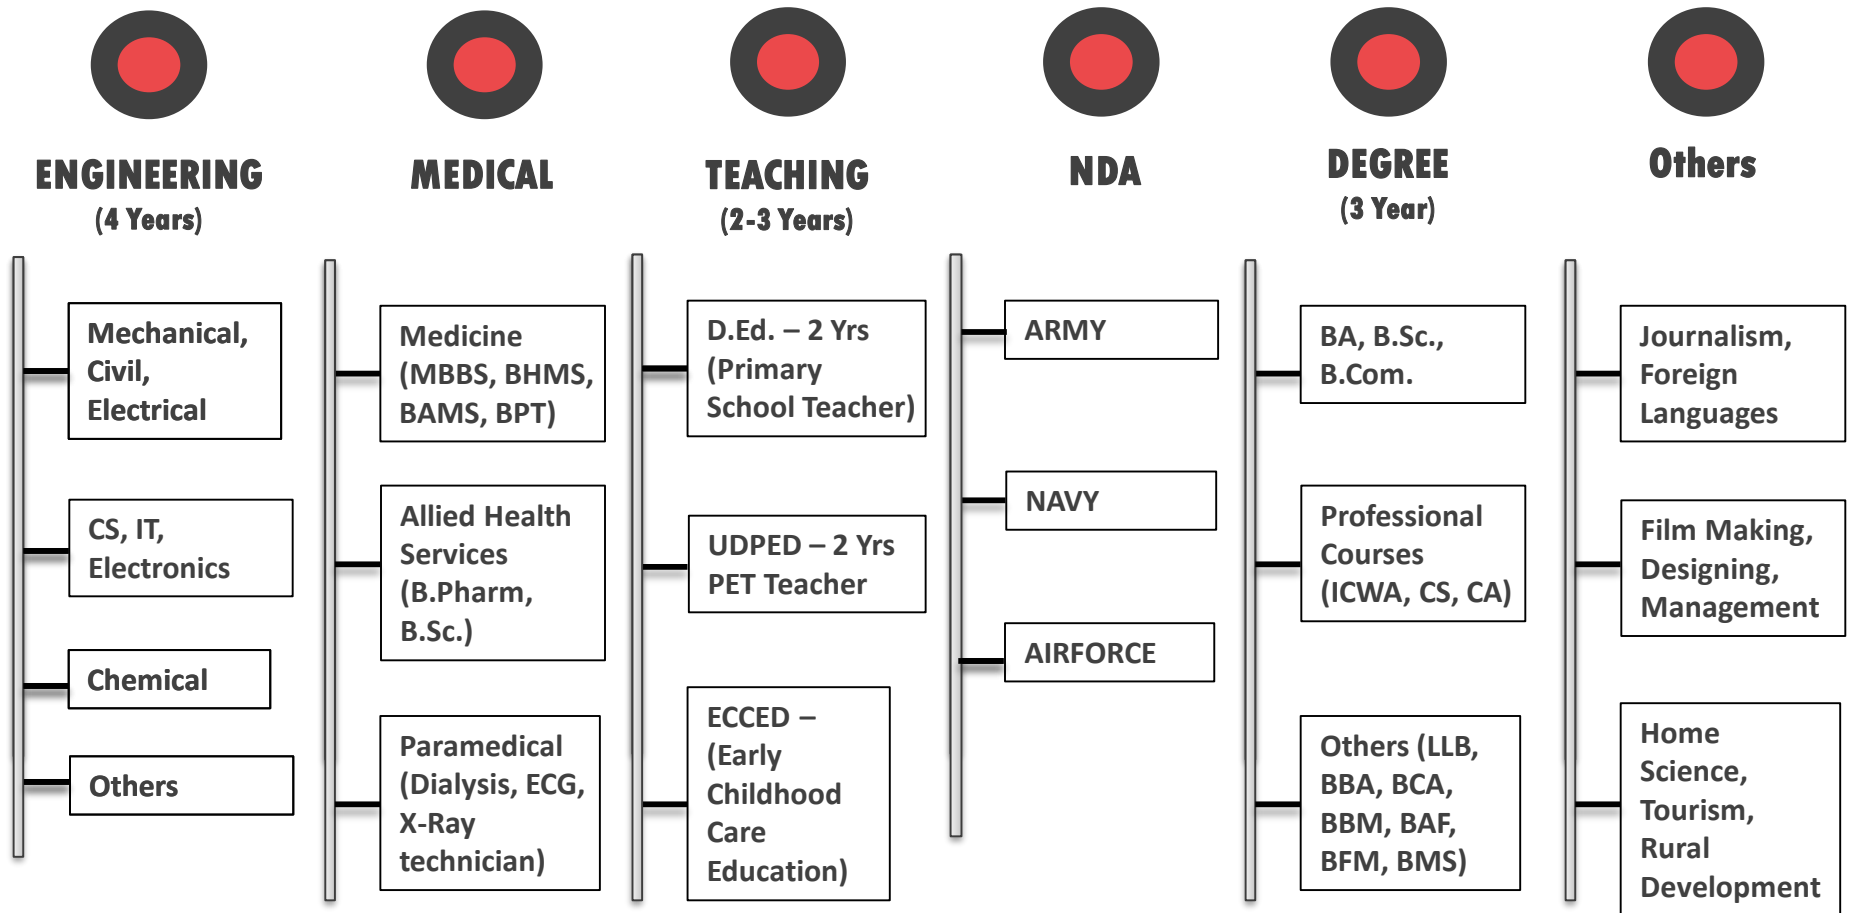 ENGINEERING
(4 Years)
Mechanical,
Civil,
Electrical
CS, IT,
Electronics
Chemical
Others
MEDICAL
Medicine
(MBBS, BHMS,
BAMS, BPT)
Allied Health
Services
(B.Pharm,
B.Sc.)
Paramedical
(Dialysis, ECG,
X-Ray
technician)
TEACHING
(2-3 Years)
D.Ed. – 2 Yrs
(Primary
School Teacher)
UDPED – 2 Yrs
PET Teacher
ECCED –
(Early
Childhood
Care
Education)
NDA
ARMY
NAVY
AIRFORCE
DEGREE
(3 Year)
BA, B.Sc.,
B.Com.
Professional
Courses
(ICWA, CS, CA)
Others (LLB,
BBA, BCA,
BBM, BAF,
BFM, BMS)
Others
Journalism,
Foreign
Languages
Film Making,
Designing,
Management
Home
Science,
Tourism,
Rural
Development